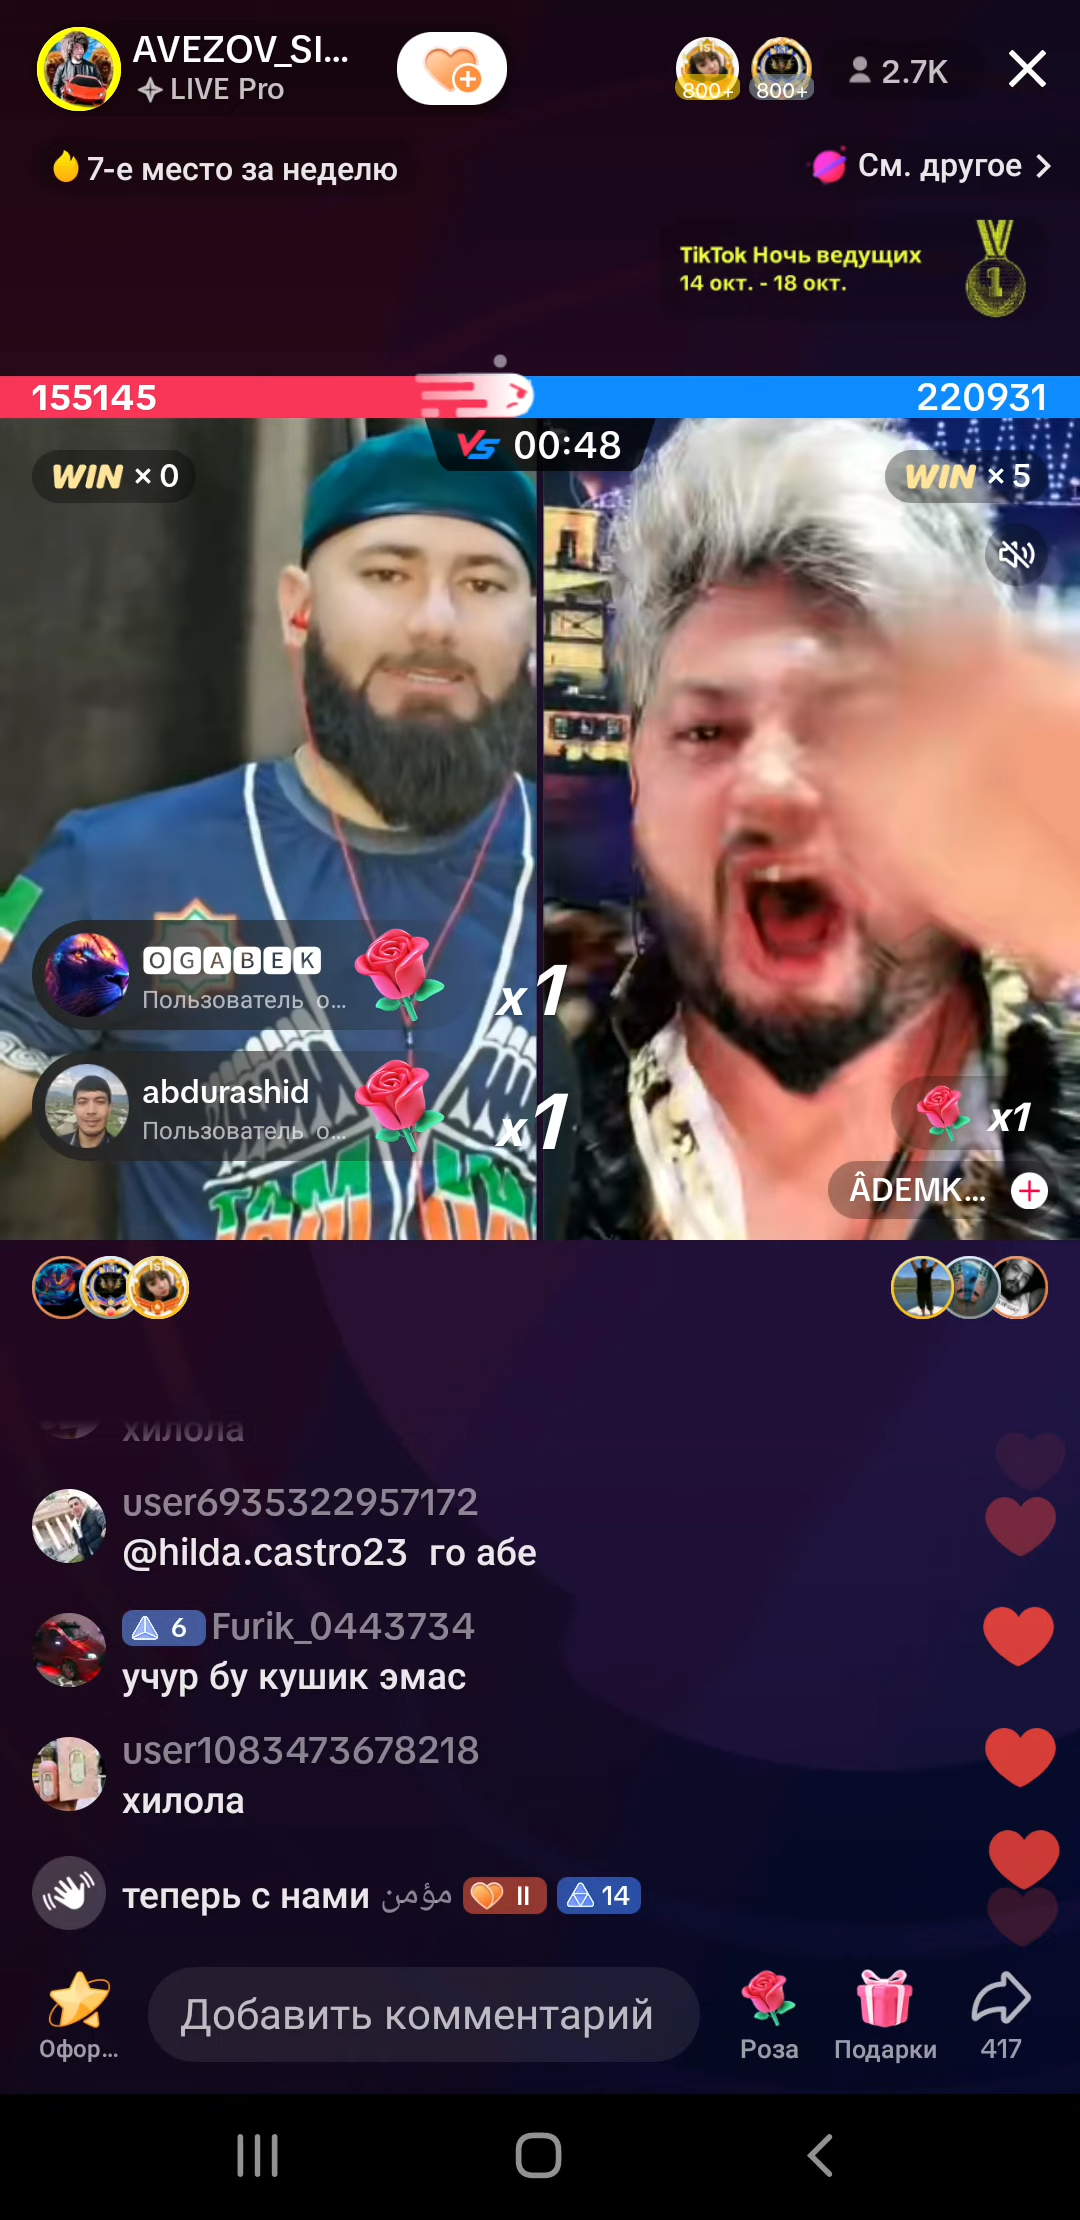 AVEZOV_SI...
LIVE Pro
800+
800+
2.7K
7-е место за неделю
См. другое
TikTok Ночь ведущих
14 окт. - 18 окт.
1
155145
220931
VS 00:48
WIN × 0
WIN × 5
OGABEK
Пользователь о...
x1
abdurashid
Пользователь о...
x1
x1
ÂDEMK...
хилола
user6935322957172
@hilda.castro23 го абе
6 Furik_0443734
учур бу кушик эмас
user1083473678218
хилола
теперь с нами مؤمن II 14
Офор...
Добавить комментарий
Роза
Подарки
417